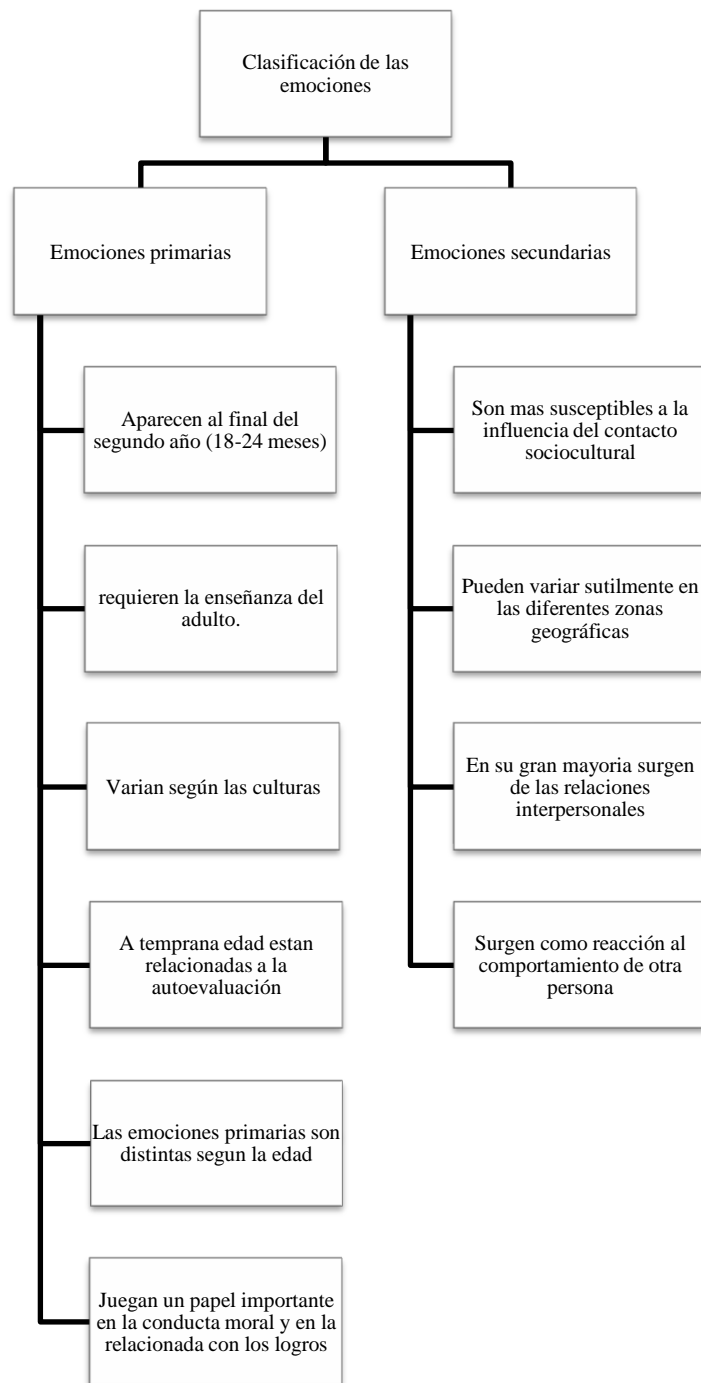 Clasificación de las
emociones
Emociones primarias
Emociones secundarias
Aparecen al final del
segundo año (18-24 meses)
requieren la enseñanza del
adulto.
Varian según las culturas
A temprana edad estan
relacionadas a la
autoevaluación
Las emociones primarias son
distintas segun la edad
Juegan un papel importante
en la conducta moral y en la
relacionada con los logros
Son mas susceptibles a la
influencia del contacto
sociocultural
Pueden variar sutilmente en
las diferentes zonas
geográficas
En su gran mayoria surgen
de las relaciones
interpersonales
Surgen como reacción al
comportamiento de otra
persona